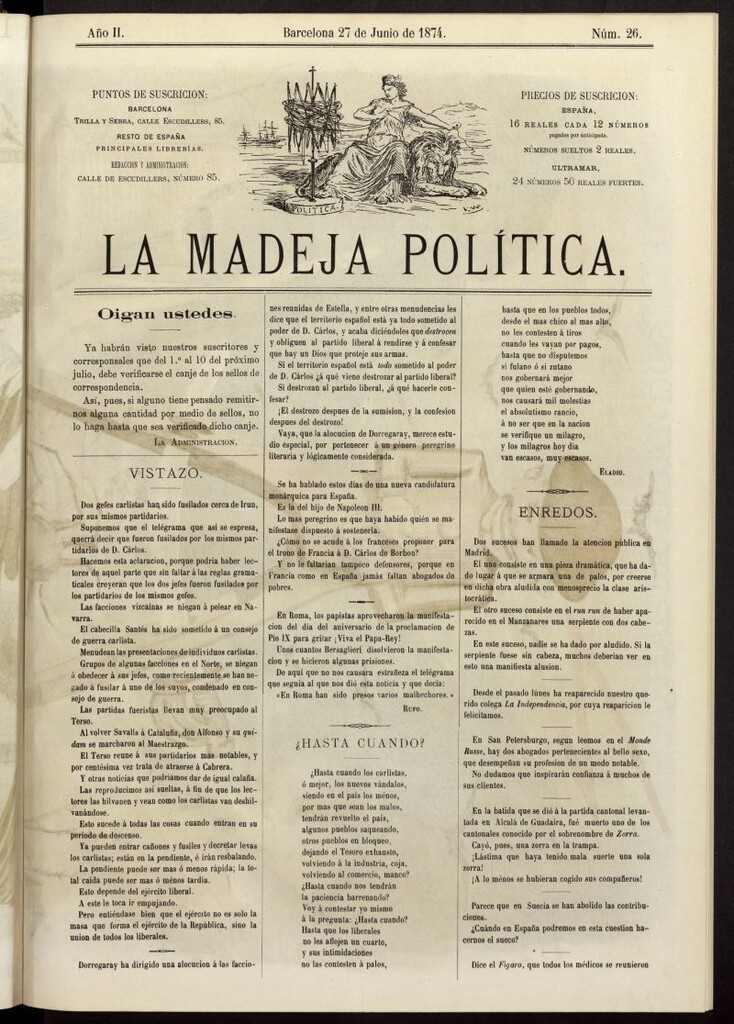 Año II.
Barcelona 27 de Junio de 1874.
Núm. 26.
PUNTOS DE SUSCRICION:
BARCELONA
TRILLA Y SERRA, CALLE ESCUDILLERS, 85.
RESTO DE ESPAÑA
PRINCIPALES LIBRERÍAS.
REDACCION Y ADMINISTRACION:
CALLE DE ESCUDILLERS, NÚMERO 85.
POLITICA.
PRECIOS DE SUSCRICION:
ESPAÑA,
16 REALES CADA 12 NÚMEROS
pagados por anticipado.
NÚMEROS SUELTOS 2 REALES.
ULTRAMAR,
24 NÚMEROS 50 REALES FUERTES.
LA MADEJA POLÍTICA.
Oigan ustedes.
Ya habrán visto nuestros suscritores y
corresponsales que del 1.º al 10 del próximo
julio, debe verificarse el canje de los sellos de
correspondencia.
Así, pues, si alguno tiene pensado remitir-
nos alguna cantidad por medio de sellos, no
lo haga hasta que sea verificado dicho canje.
LA ADMINISTRACION.
VISTAZO.
Dos gefes carlistas han sido fusilados cerca de Irun,
por sus mismos partidarios.
Suponemos que el telégrama que así se espresa,
querrá decir que fueron fusilados por los mismos par-
tidarios de D. Cárlos.
Hacemos esta aclaracion, porque podria haber lec-
tores de aquel parte que sin faltar á las reglas grama-
ticales creyeran que los dos jefes fueron fusilados por
los partidarios de los mismos gefes.
Las facciones vizcainas se niegan á pelear en Na-
varra.
El cabecilla Santés ha sido sometido á un consejo
de guerra carlista.
Menudean las presentaciones de individuos carlistas.
Grupos de algunas facciones en el Norte, se niegan
á obedecer á sus jefes, como recientemente se han ne-
gado á fusilar á uno de los suyos, condenado en con-
sejo de guerra.
Las partidas fueristas llevan muy preocupado al
Terso.
Al volver Savalls á Cataluña, don Alfonso y su qui-
dam se marcharon al Maestrazgo.
El Terso reune á sus partidarios mas notables, y
por centésima vez trata de atraerse á Cabrera.
Y otras noticias que podriamos dar de igual calaña.
Las reproducimos así sueltas, á fin de que los lec-
tores las hilvanen y vean como los carlistas van deshil-
vanándose.
Esto sucede á todas las cosas cuando entran en su
período de descenso.
Ya pueden entrar cañones y fusiles y decretar levas
los carlistas; están en la pendiente, é irán resbalando.
La pendiente puede ser mas ó ménos rápida; la to-
tal caida puede ser mas ó ménos tardía.
Esto depende del ejército liberal.
A este le toca ir empujando.
Pero entiéndase bien que el ejército no es solo la
masa que forma el ejército de la República, sino la
union de todos los liberales.
Dorregaray ha dirigido una alocucion á las faccio-
nes reunidas de Estella, y entre otras menudencias les
dice que el territorio español está ya todo sometido al
poder de D. Cárlos, y acaba diciéndoles que destrocen
y obliguen al partido liberal á rendirse y á confesar
que hay un Dios que proteje sus armas.
Si el territorio español está todo sometido al poder
de D. Cárlos ¿á qué viene destrozar al partido liberal?
Si destrozan al partido liberal, ¿á qué hacerle con-
fesar?
¡El destrozo despues de la sumision, y la confesion
despues del destrozo!
Vaya, que la alocucion de Dorregaray, merece estu-
dio especial, por pertenecer á un género peregrino
literaria y lógicamente considerada.
Se ha hablado estos dias de una nueva candidatura
monárquica para España.
Es la del hijo de Napoleon III.
Lo mas peregrino es que haya habido quién se ma-
nifestase dispuesto á sostenerla.
¿Cómo no se acude á los franceses proponer para
el trono de Francia á D. Cárlos de Borbon?
Y no le faltarian tampoco defensores, porque en
Francia como en España jamás faltan abogados de
pobres.
En Roma, los papistas aprovecharon la manifesta-
cion del dia del aniversario de la proclamacion de
Pio IX para gritar ¡Viva el Papa-Rey!
Unos cuantos Bersaglieri disolvieron la manifesta-
cion y se hicieron algunas prisiones.
De aqui que no nos causára estrañeza el telégrama
que seguia al que nos dió esta noticia y que decia:
«En Roma han sido presos varios malhechores.»
RUFO.
¿HASTA CUANDO?
¿Hasta cuando los carlistas,
ó mejor, los nuevos vándalos,
siendo en el país los ménos,
por mas que sean los malos,
tendrán revuelto el país,
algunos pueblos saqueando,
otros pueblos en bloqueo,
dejando el Tesoro exhausto,
volviendo á la industria, coja,
volviendo al comercio, manco?
¿Hasta cuando nos tendrán
la paciencia barrenando?
Voy á contestar yo mismo
á la pregunta: ¿Hasta cuando?
Hasta que los liberales
no les aflojen un cuarto,
y sus intimidaciones
no las contesten á palos,
hasta que en los pueblos todos,
desde el mas chico al mas alto,
no les contesten á tiros
cuando les vayan por pagos,
hasta que no disputemos
si fulano ó si zutano
nos gobernará mejor
que quien esté gobernando,
nos causará mil molestias
el absolutismo rancio,
á no ser que en la nacion
se verifique un milagro,
y los milagros hoy dia
van escasos, muy escasos.
ELADIO.
ENREDOS.
Dos sucesos han llamado la atencion pública en
Madrid.
El uno consiste en una pieza dramática, que ha da-
do lugar á que se armara una de palos, por creerse
en dicha obra aludida con menosprecio la clase aris-
tocrática.
El otro suceso consiste en el run run de haber apa-
recido en el Manzanares una serpiente con dos cabe-
zas.
En este suceso, nadie se ha dado por aludido. Si la
serpiente fuese sin cabeza, muchos deberian ver en
esto una manifiesta alusion.
Desde el pasado lúnes ha reaparecido nuestro que-
rido colega La Independencia, por cuya reaparicion le
felicitamos.
En San Petersburgo, segun leemos en el Monde
Russe, hay dos abogados pertenecientes al bello sexo,
que desempeñan su profesion de un modo notable.
No dudamos que inspirarán confianza á muchos de
sus clientes.
En la batida que se dió á la partida cantonal levan-
tada en Alcalá de Guadaira, fué muerto uno de los
cantonales conocido por el sobrenombre de Zorra.
Cayó, pues, una zorra en la trampa.
¡Lástima que haya tenido mala suerte una sola
zorra!
¡A lo ménos se hubieran cogido sus compañeros!
Parece que en Suecia se han abolido las contribu-
ciones.
¿Cuándo en España podremos en esta cuestion ha-
cernos el sueco?
Dice el Figaro, que todos los médicos se reunieron